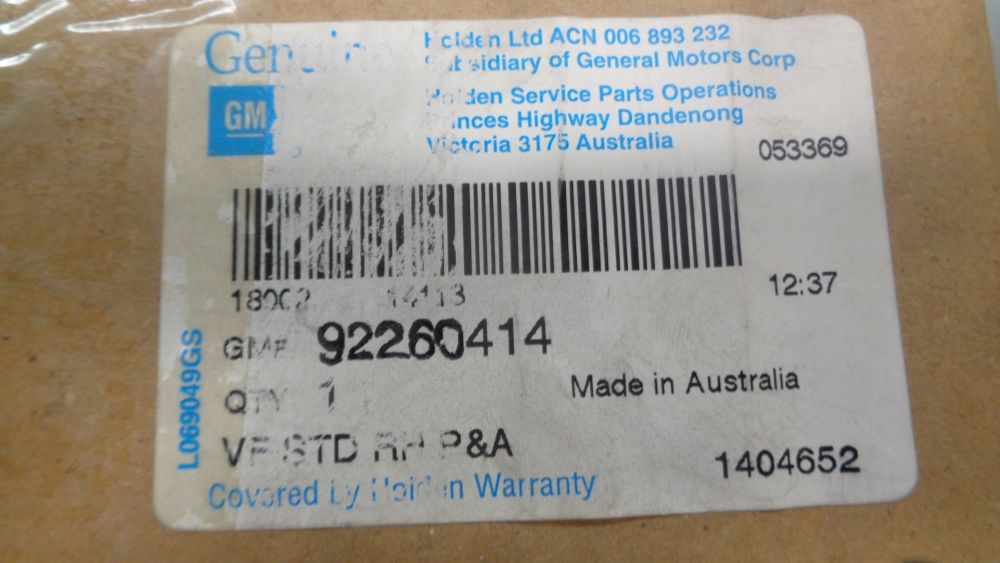 Genuine
GM
Holden Ltd ACN 006 893 232
Subsidiary of General Motors Corp
Holden Service Parts Operations
Princes Highway Dandenong
Victoria 3175 Australia
053369
12:37
GM# 92260414
QTY 1
Made in Australia
VF STD RH P&A
1404652
Covered by Holden Warranty
L069049GS